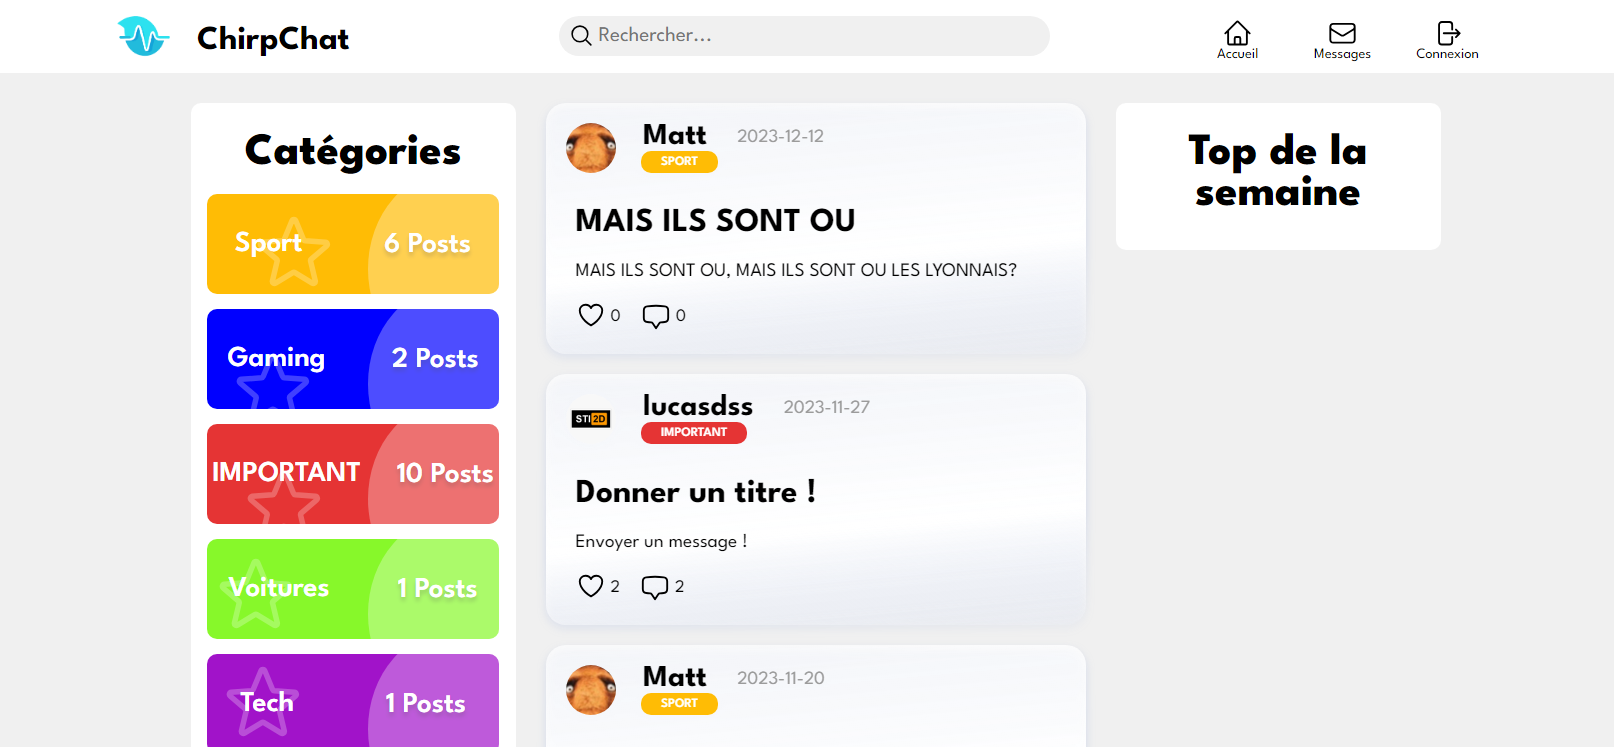 ChirpChat
Rechercher...
Accueil
Messages
Connexion
Catégories
Sport 6 Posts
Gaming 2 Posts
IMPORTANT 10 Posts
Voitures 1 Posts
Tech 1 Posts
Matt 2023-12-12
SPORT
MAIS ILS SONT OU
MAIS ILS SONT OU, MAIS ILS SONT OU LES LYONNAIS?
0 0
STI2D
lucasdss 2023-11-27
IMPORTANT
Donner un titre !
Envoyer un message !
2 2
Matt 2023-11-20
SPORT
Top de la
semaine